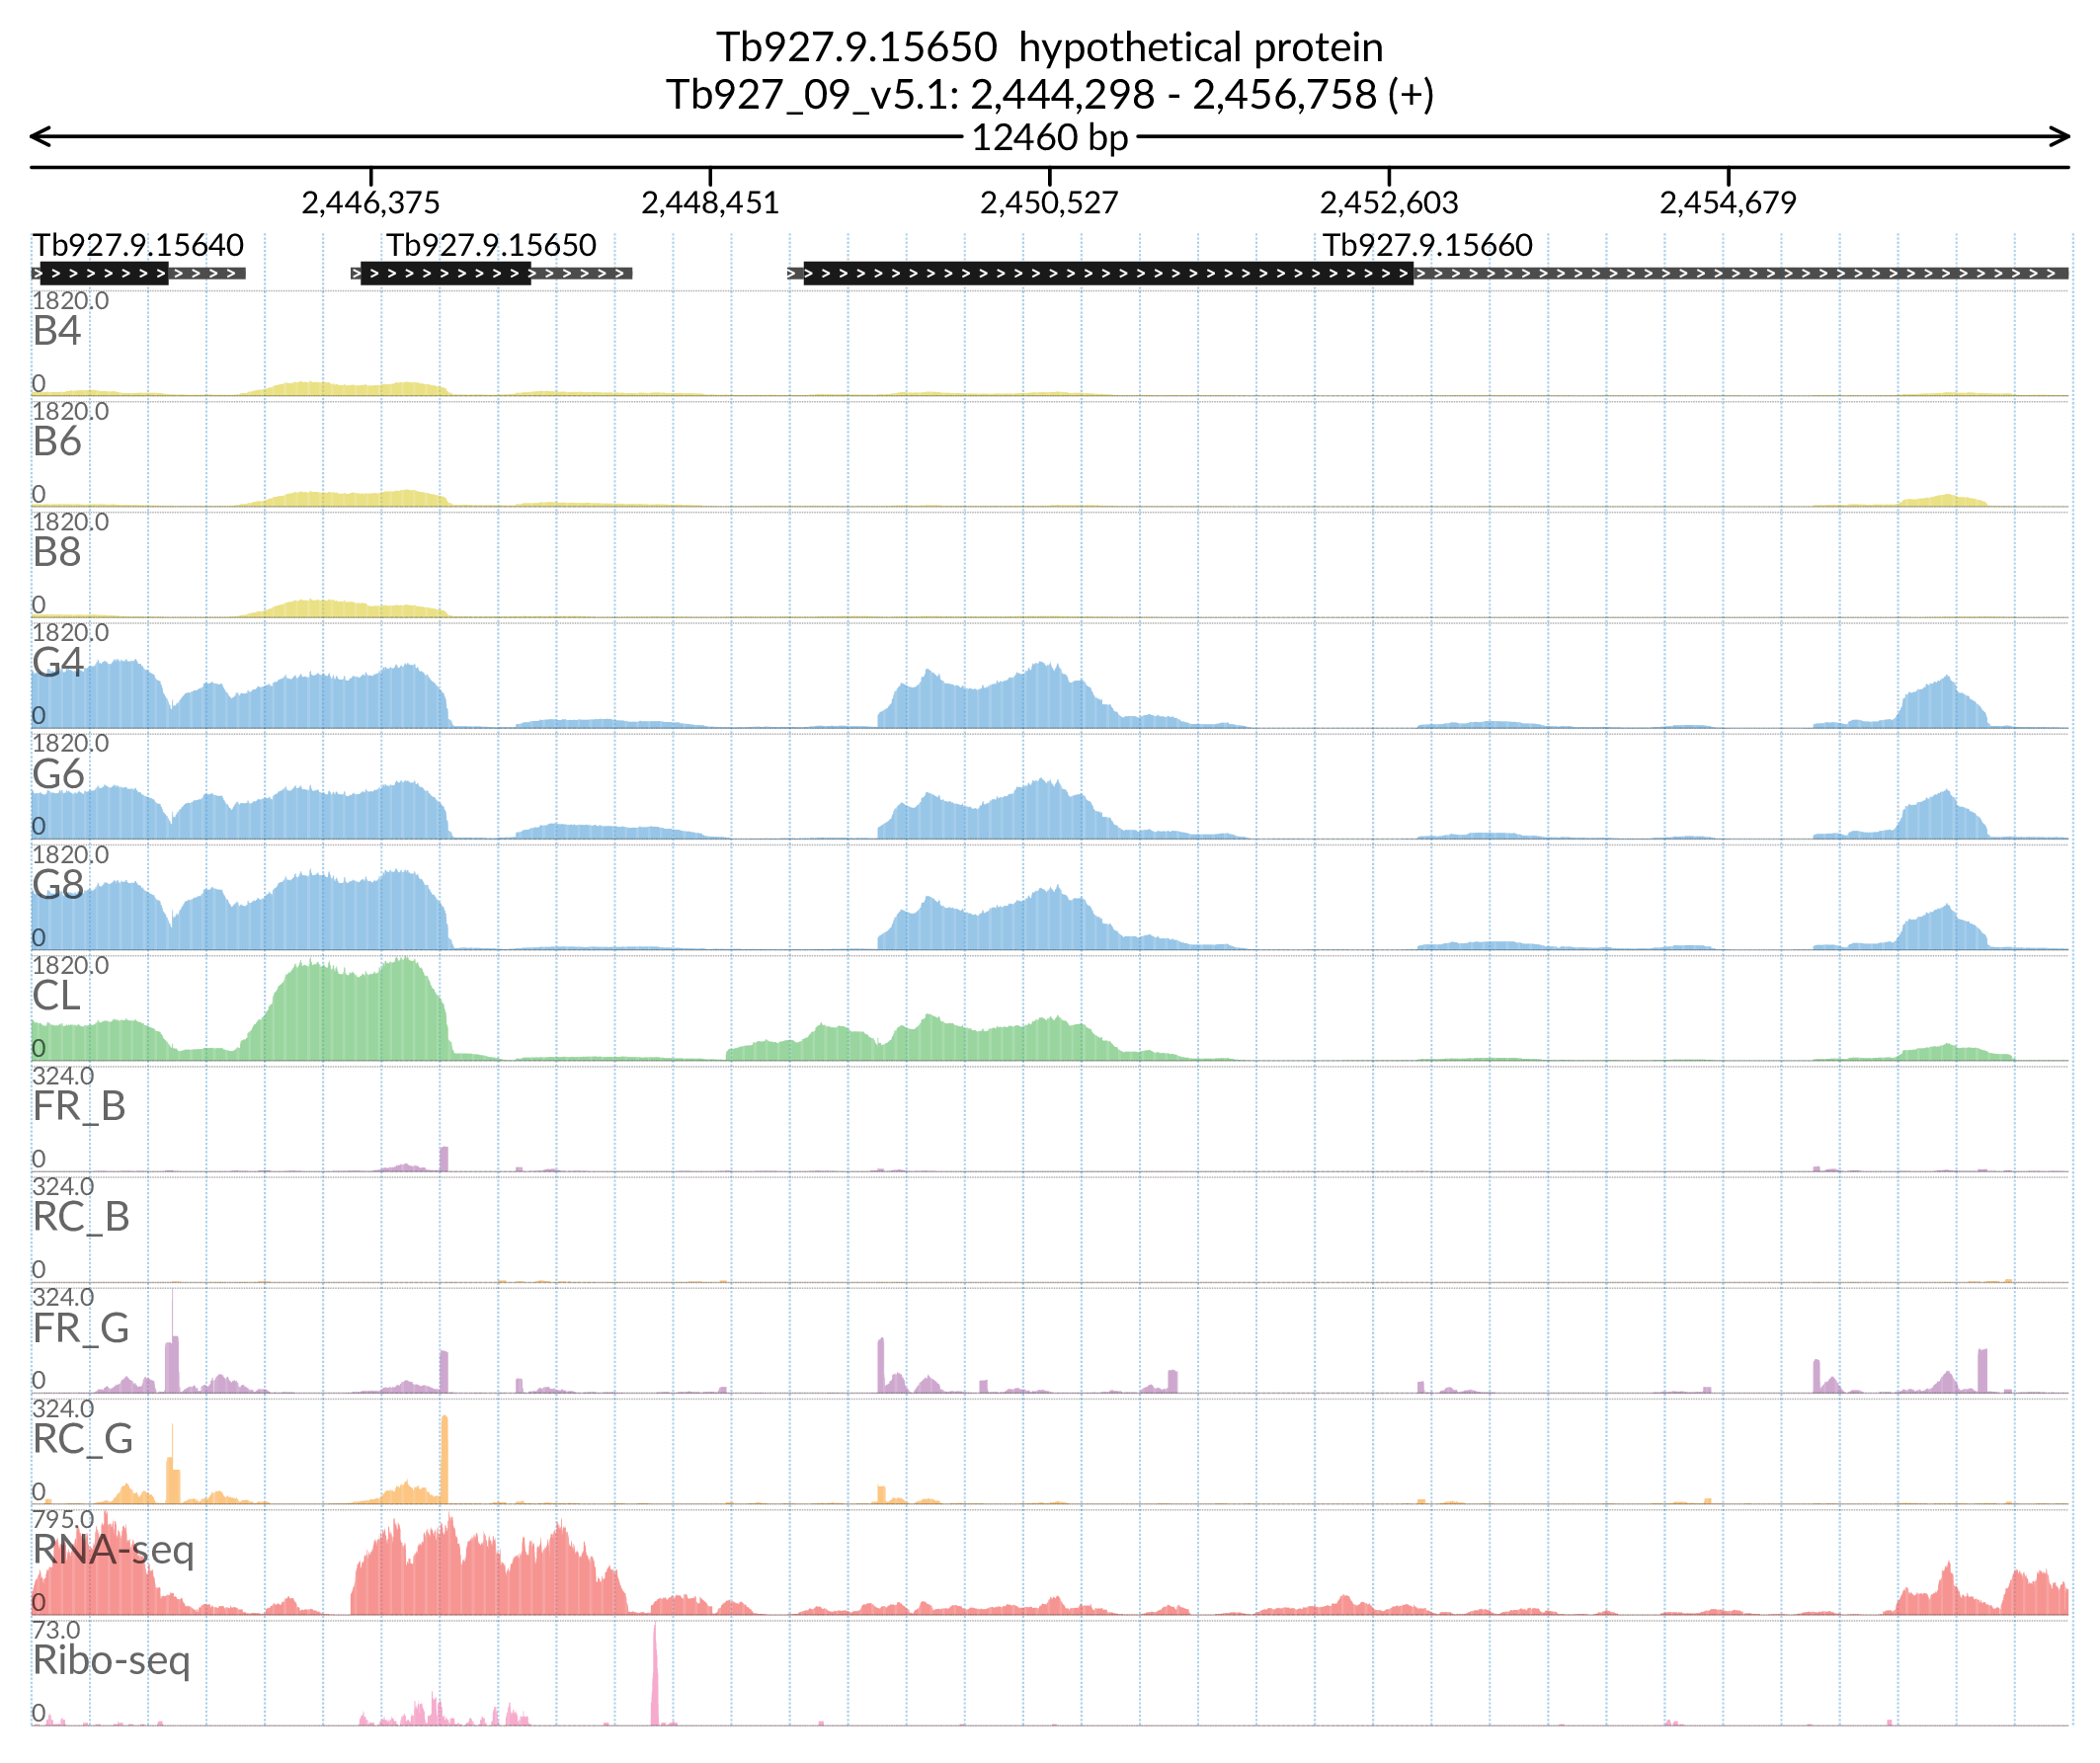 Tb927.9.15650 hypothetical protein
Tb927_09_v5.1: 2,444,298 - 2,456,758 (+)
12460 bp
2,446,375 2,448,451 2,450,527 2,452,603 2,454,679
Tb927.9.15640 Tb927.9.15650 Tb927.9.15660
1820.0
B4
0
1820.0
B6
0
1820.0
B8
0
1820.0
G4
0
1820.0
G6
0
1820.0
G8
0
1820.0
CL
0
324.0
FR_B
0
324.0
RC_B
0
324.0
FR_G
0
324.0
RC_G
0
795.0
RNA-seq
0
73.0
Ribo-seq
0